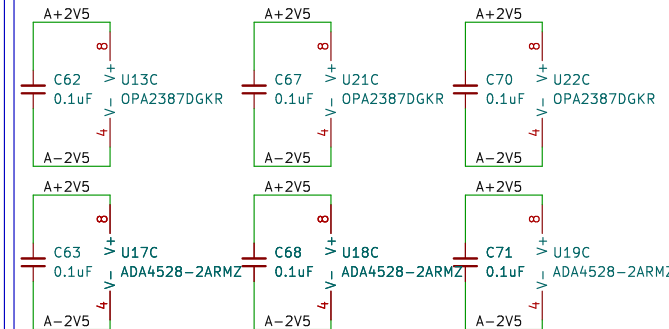 A+2V5 A+2V5 A+2V5
8 8 8
C62 V+ U13C C67 V+ U21C C70 V+ U22C
0.1uF V- OPA2387DGKR 0.1uF V- OPA2387DGKR 0.1uF V- OPA2387DGKR
4 4 4
A-2V5 A-2V5 A-2V5
A+2V5 A+2V5 A+2V5
8 8 8
C63 V+ U17C C68 V+ U18C C71 V+ U19C
0.1uF V- ADA4528-2ARMZ 0.1uF V- ADA4528-2ARMZ 0.1uF V- ADA4528-2ARMZ
4 4 4
A-2V5 A-2V5 A-2V5